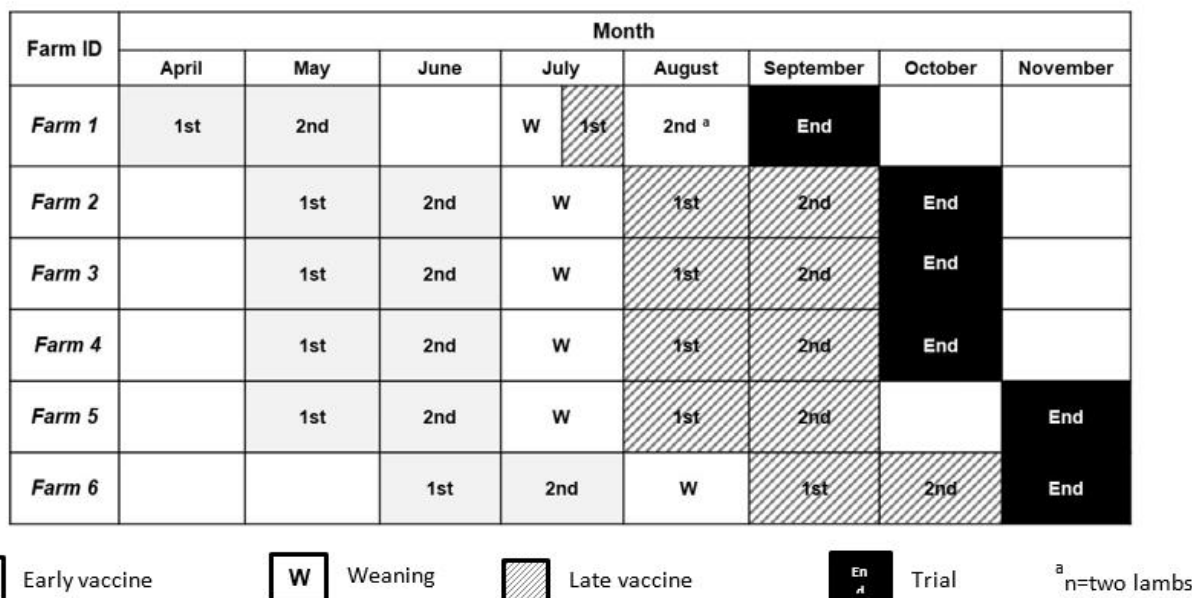 Farm ID Month
April May June July August September October November
Farm 1 1st 2nd W 1st 2nd a End
Farm 2 1st 2nd W 1st 2nd End
Farm 3 1st 2nd W 1st 2nd End
Farm 4 1st 2nd W 1st 2nd End
Farm 5 1st 2nd W 1st 2nd End
Farm 6 1st 2nd W 1st 2nd End
Early vaccine W Weaning Late vaccine En d Trial a n=two lambs